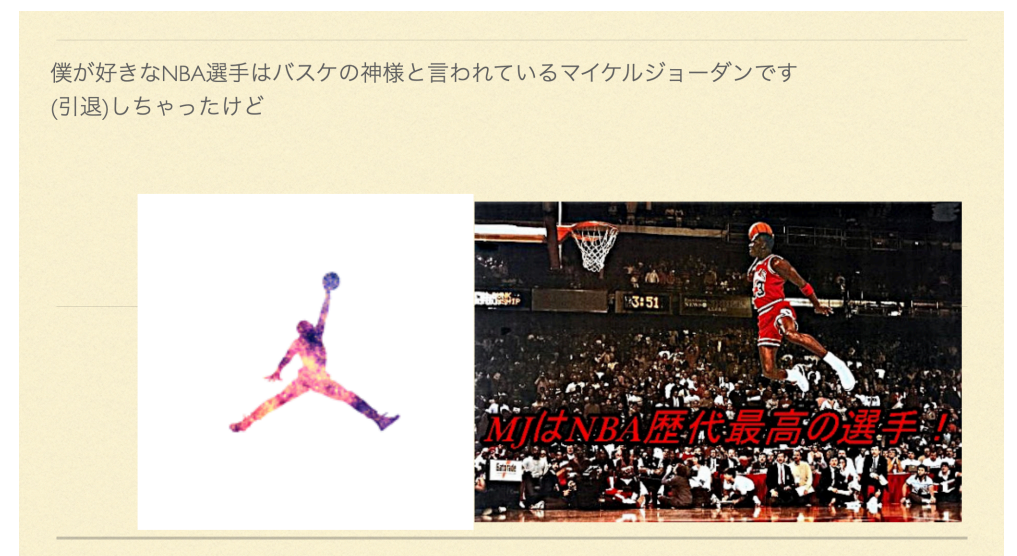 僕が好きなNBA選手はバスケの神様と言われているマイケルジョーダンです
(引退)しちゃったけど
3:51
23
MJはNBA歴代最高の選手！
Gatorade